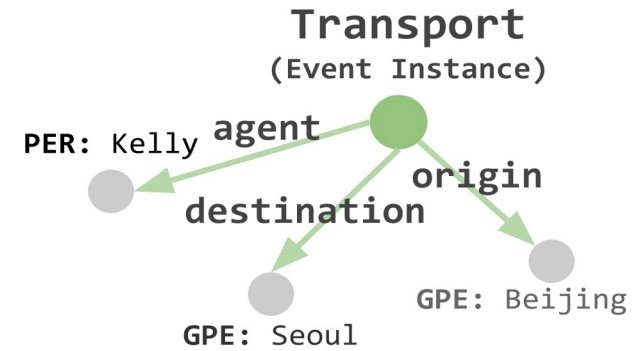 Transport
(Event Instance)
agent
PER: Kelly
origin
destination
GPE: Beijing
GPE: Seoul